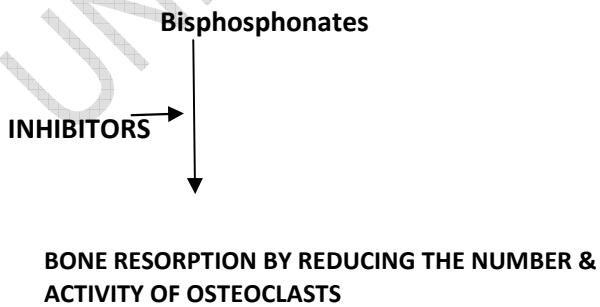 Bisphosphonates
INHIBITORS
BONE RESORPTION BY REDUCING THE NUMBER &
ACTIVITY OF OSTEOCLASTS